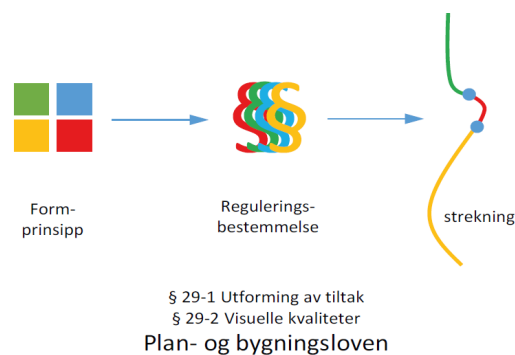 §§§§
Form-
prinsipp
Regulerings-
bestemmelse
strekning
§ 29-1 Utforming av tiltak
§ 29-2 Visuelle kvaliteter
Plan- og bygningsloven